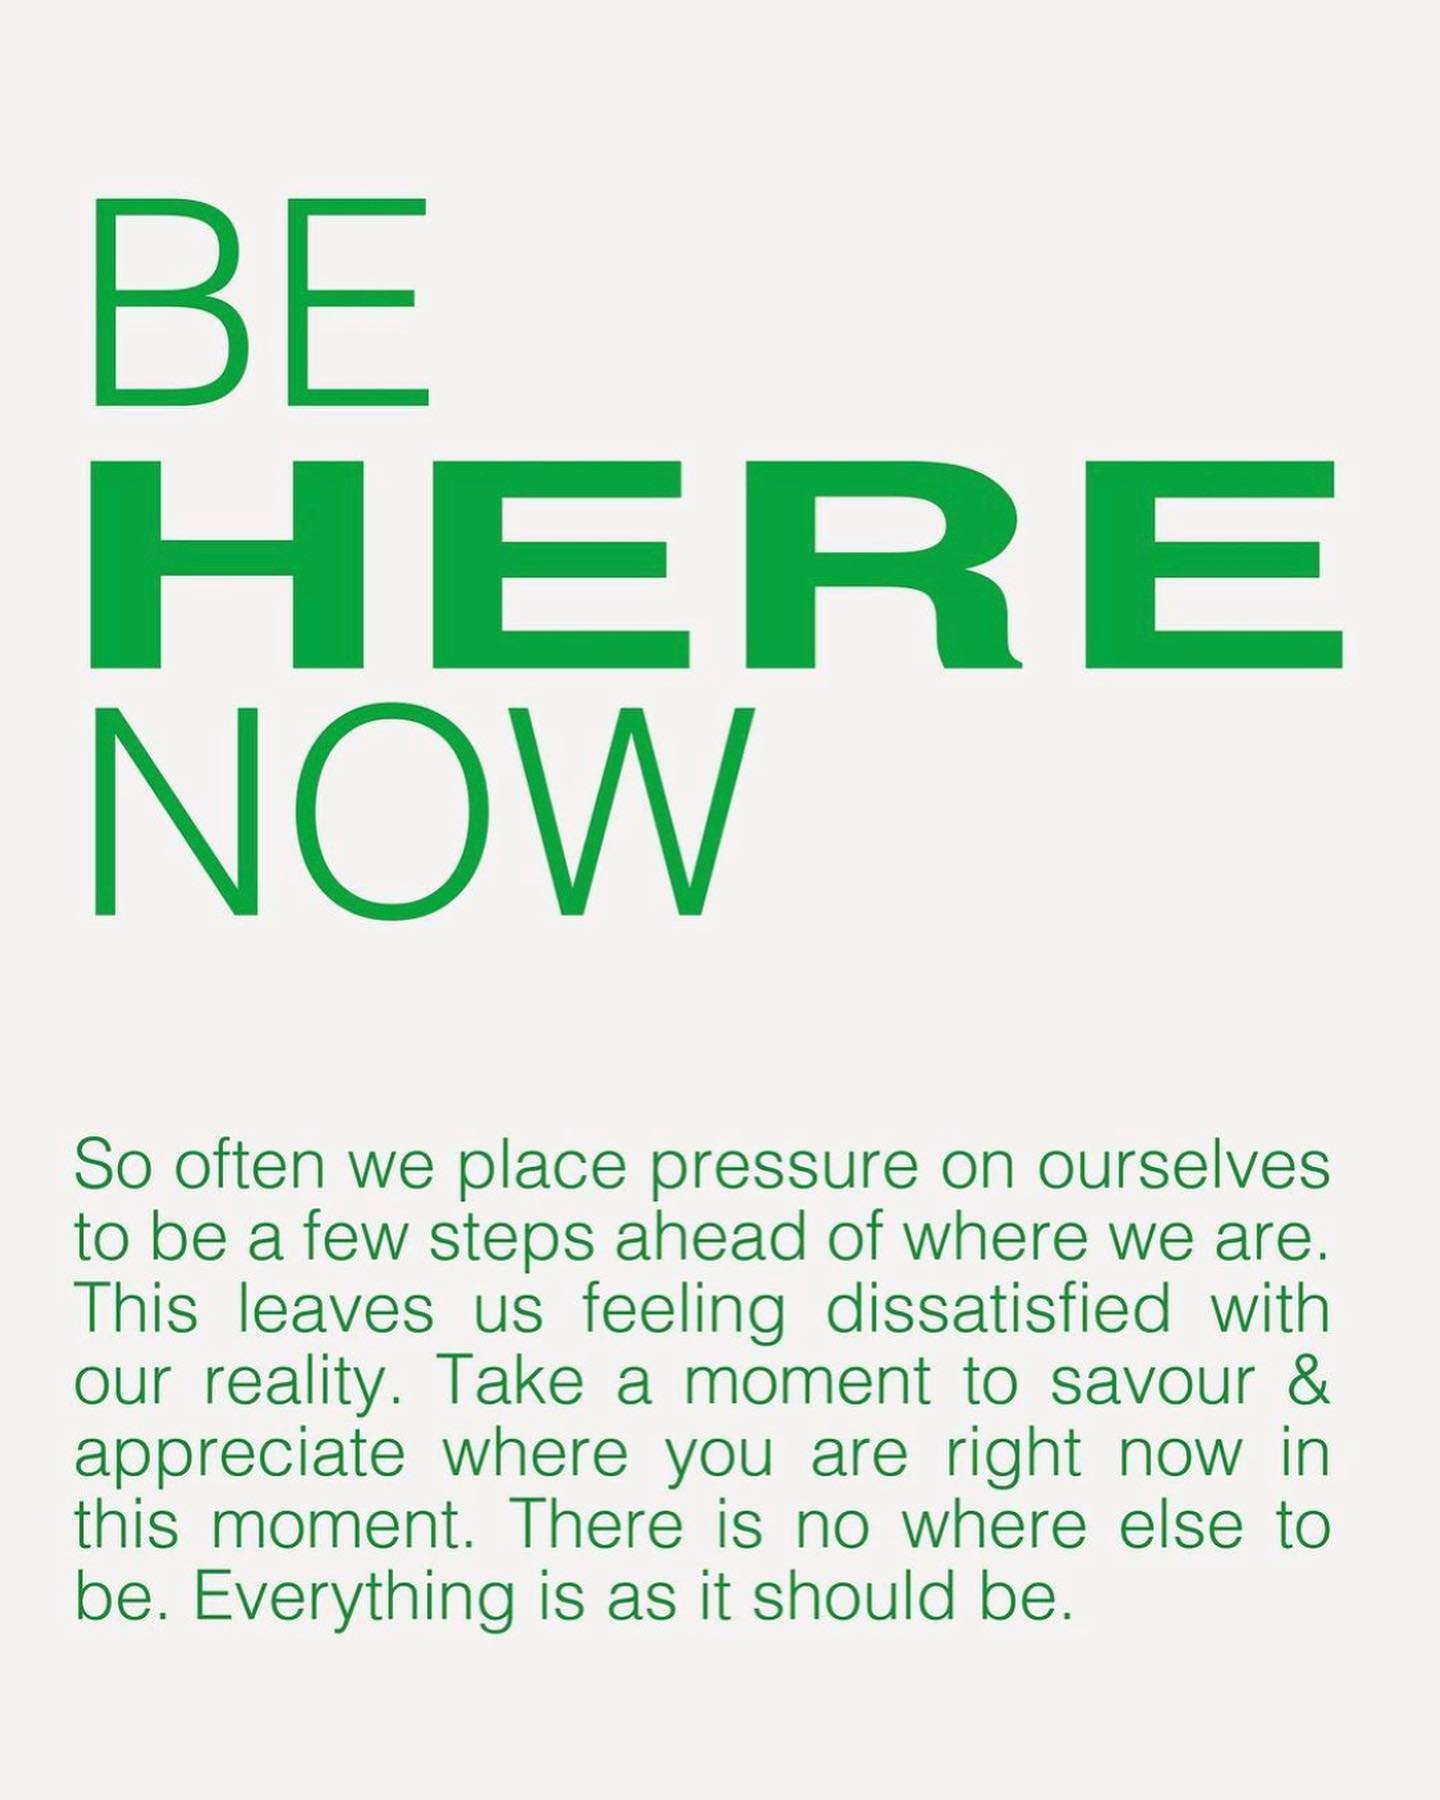 BE
HERE
NOW
So often we place pressure on ourselves
to be a few steps ahead of where we are.
This leaves us feeling dissatisfied with
our reality. Take a moment to savour &
appreciate where you are right now in
this moment. There is no where else to
be. Everything is as it should be.